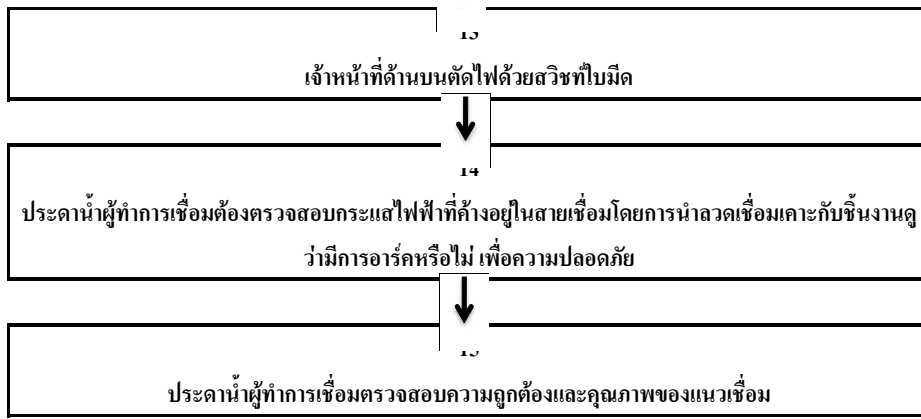 13
เจ้าหน้าที่ด้านบนตัดไฟด้วยสวิชท์ใบมีด
14
ประดาน้ำผู้ทำการเชื่อมต้องตรวจสอบกระแสไฟฟ้าที่ค้างอยู่ในสายเชื่อมโดยการนำลวดเชื่อมเคาะกับชิ้นงานดู
ว่ามีการอาร์คหรือไม่ เพื่อความปลอดภัย
15
ประดาน้ำผู้ทำการเชื่อมตรวจสอบความถูกต้องและคุณภาพของแนวเชื่อม